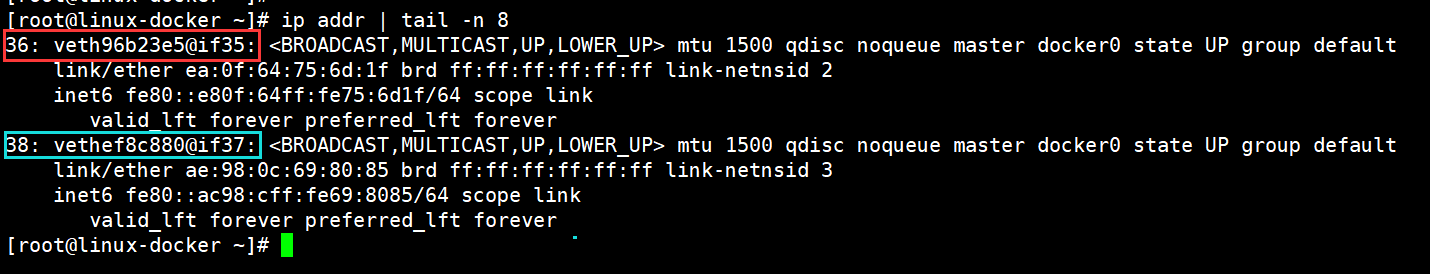 [root@linux-docker ~]# ip addr | tail -n 8
36: veth96b23e5@if35: <BROADCAST,MULTICAST,UP,LOWER_UP> mtu 1500 qdisc noqueue master docker0 state UP group default
    link/ether ea:0f:64:75:6d:1f brd ff:ff:ff:ff:ff:ff link-netnsid 2
    inet6 fe80::e80f:64ff:fe75:6d1f/64 scope link
       valid_lft forever preferred_lft forever
38: vethef8c880@if37: <BROADCAST,MULTICAST,UP,LOWER_UP> mtu 1500 qdisc noqueue master docker0 state UP group default
    link/ether ae:98:0c:69:80:85 brd ff:ff:ff:ff:ff:ff link-netnsid 3
    inet6 fe80::ac98:cff:fe69:8085/64 scope link
       valid_lft forever preferred_lft forever
[root@linux-docker ~]#